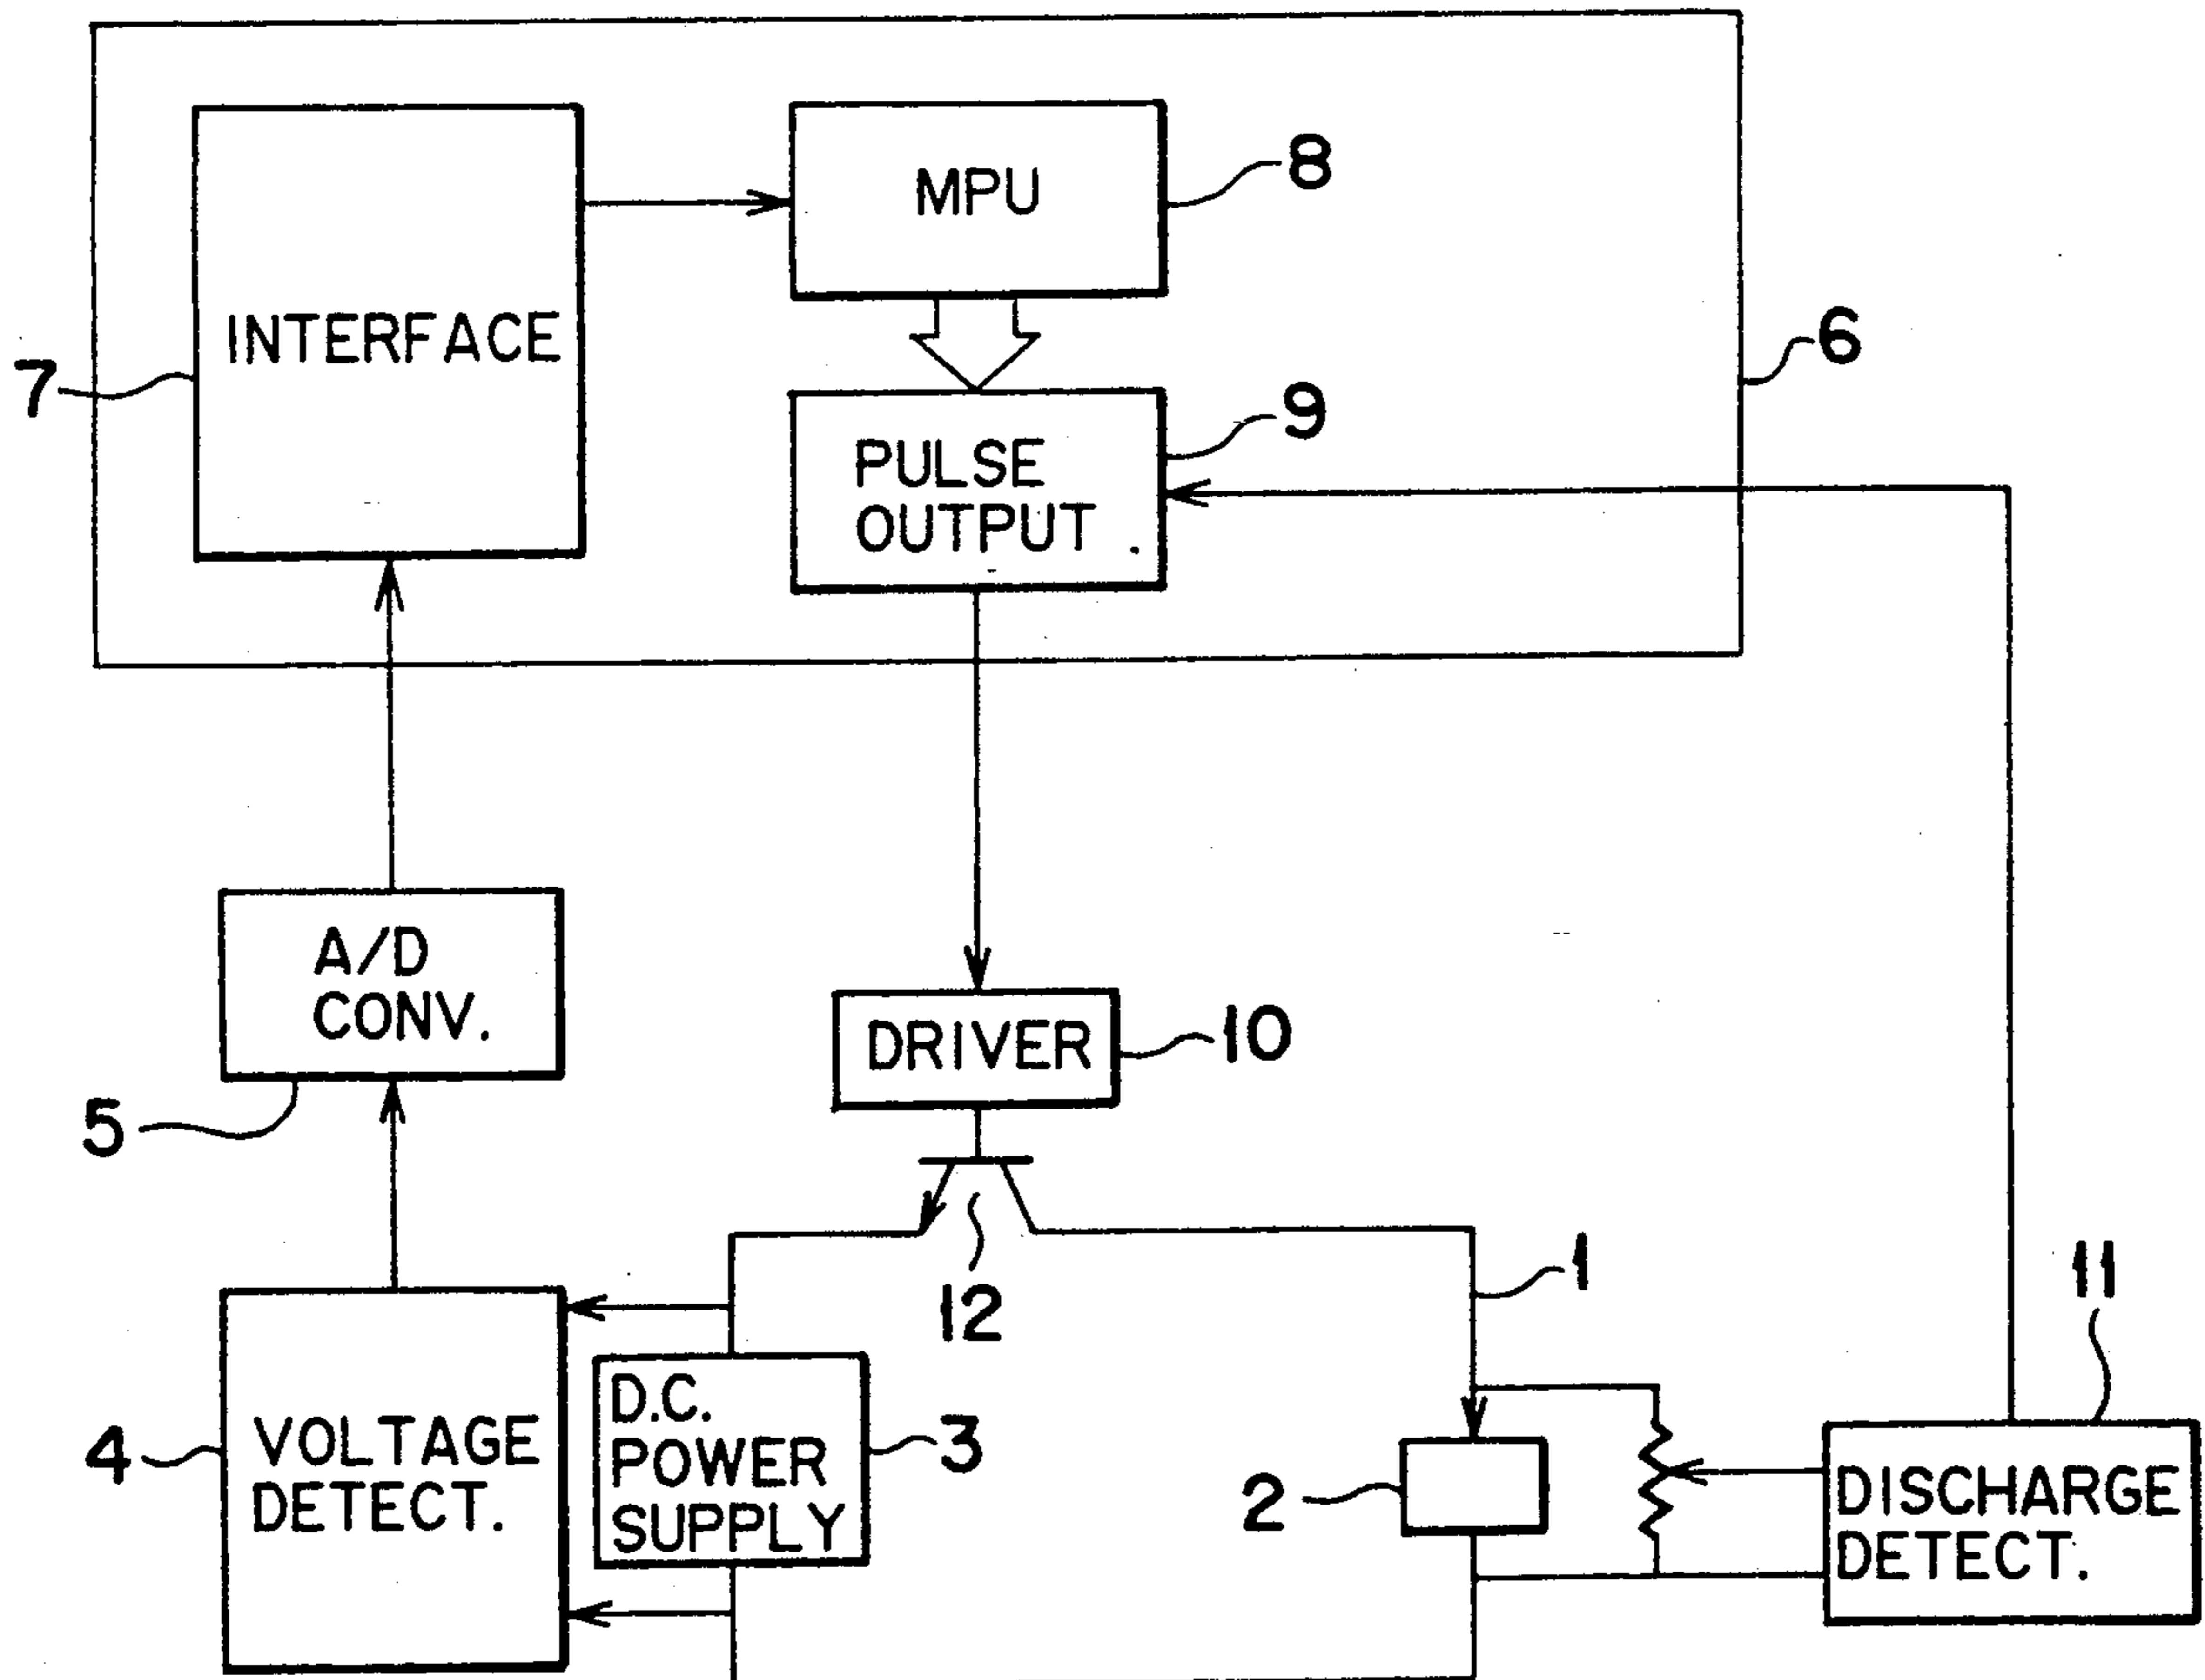 INTERFACE
MPU
8
7
6
9
PULSE
OUTPUT
A/D
CONV.
5
DRIVER
10
12
1
11
4
VOLTAGE
DETECT.
D.C.
POWER
SUPPLY
3
2
DISCHARGE
DETECT.